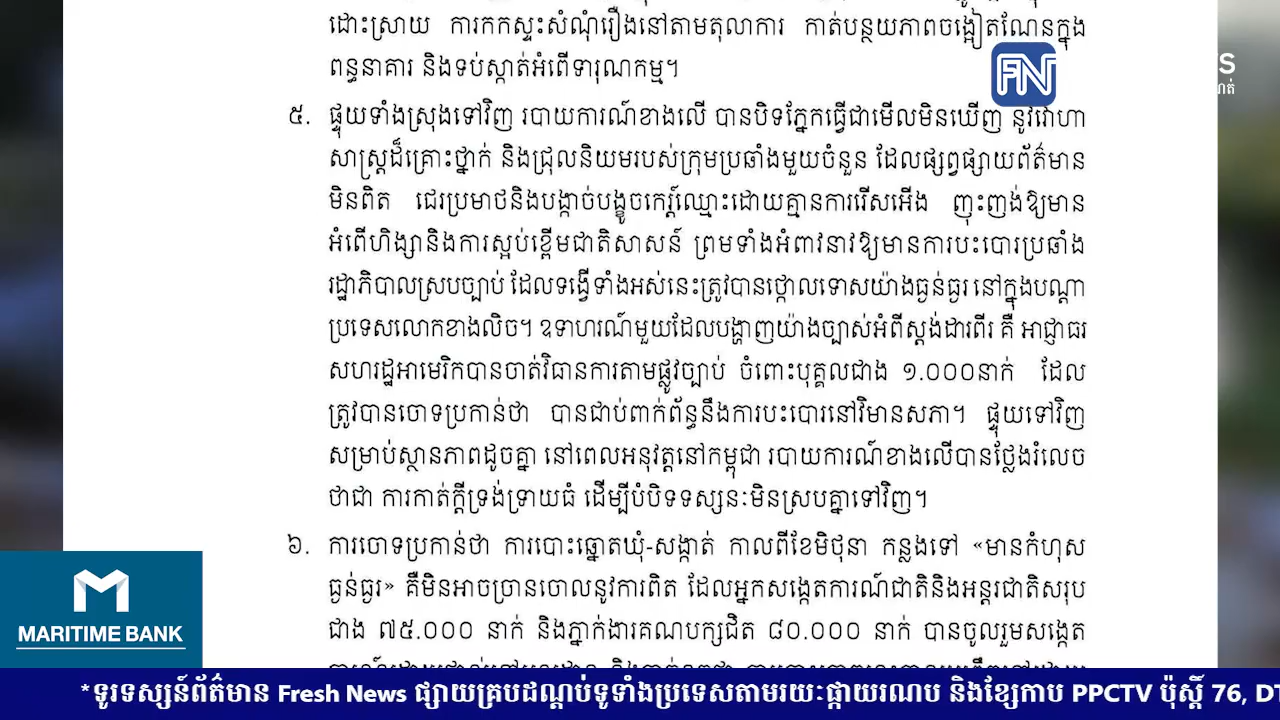 ដោះស្រាយ ការកកស្ទះសំណុំរឿងនៅតាមតុលាការ កាត់បន្ថយភាពចង្អៀតណែនក្នុង
ពន្ធនាគារ និងទប់ស្កាត់អំពើទារុណកម្ម។
FN
S
៥. ផ្ទុយទាំងស្រុងទៅវិញ របាយការណ៍ខាងលើ បានបិទភ្នែកធ្វើជាមើលមិនឃើញ នូវវោហា
សាស្ត្រដ៏គ្រោះថ្នាក់ និងជ្រុលនិយមរបស់ក្រុមប្រឆាំងមួយចំនួន ដែលផ្សព្វផ្សាយព័ត៌មាន
មិនពិត ជេរប្រមាថនិងបង្កាច់បង្ខូចកេរ្ត៍ឈ្មោះដោយគ្មានការរើសអើង ញុះញង់ឱ្យមាន
អំពើហិង្សានិងការស្អប់ខ្ពើមជាតិសាសន៍ ព្រមទាំងអំពាវនាវឱ្យមានការបះបោរប្រឆាំង
រដ្ឋាភិបាលស្របច្បាប់ ដែលទង្វើទាំងអស់នេះត្រូវបានថ្កោលទោសយ៉ាងធ្ងន់ធ្ងរ នៅក្នុងបណ្តា
ប្រទេសលោកខាងលិច។ ឧទាហរណ៍មួយដែលបង្ហាញយ៉ាងច្បាស់អំពីស្តង់ដារពីរ គឺ អាជ្ញាធរ
សហរដ្ឋអាមេរិកបានចាត់វិធានការតាមផ្លូវច្បាប់ ចំពោះបុគ្គលជាង ១.០០០នាក់ ដែល
ត្រូវបានចោទប្រកាន់ថា បានជាប់ពាក់ព័ន្ធនឹងការបះបោរនៅវិមានសភា។ ផ្ទុយទៅវិញ
សម្រាប់ស្ថានភាពដូចគ្នា នៅពេលអនុវត្តនៅកម្ពុជា របាយការណ៍ខាងលើបានថ្លែងរំលេច
ថាជា ការកាត់ក្តីទ្រង់ទ្រាយធំ ដើម្បីបំបិទទស្សនៈមិនស្របគ្នាទៅវិញ។
៦. ការចោទប្រកាន់ថា ការបោះឆ្នោតឃុំ-សង្កាត់ កាលពីខែមិថុនា កន្លងទៅ «មានកំហុស
ធ្ងន់ធ្ងរ» គឺមិនអាចច្រានចោលនូវការពិត ដែលអ្នកសង្កេតការណ៍ជាតិនិងអន្តរជាតិសរុប
ជាង ៧៥.០០០ នាក់ និងភ្នាក់ងារគណបក្សជិត ៨០.០០០ នាក់ បានចូលរួមសង្កេត
MARITIME BANK
*ទូរទស្សន៍ព័ត៌មាន Fresh News ផ្សាយគ្របដណ្តប់ទូទាំងប្រទេសតាមរយៈផ្កាយរណប និងខ្សែកាប PPCTV ប៉ុស្តិ៍ 76, DT